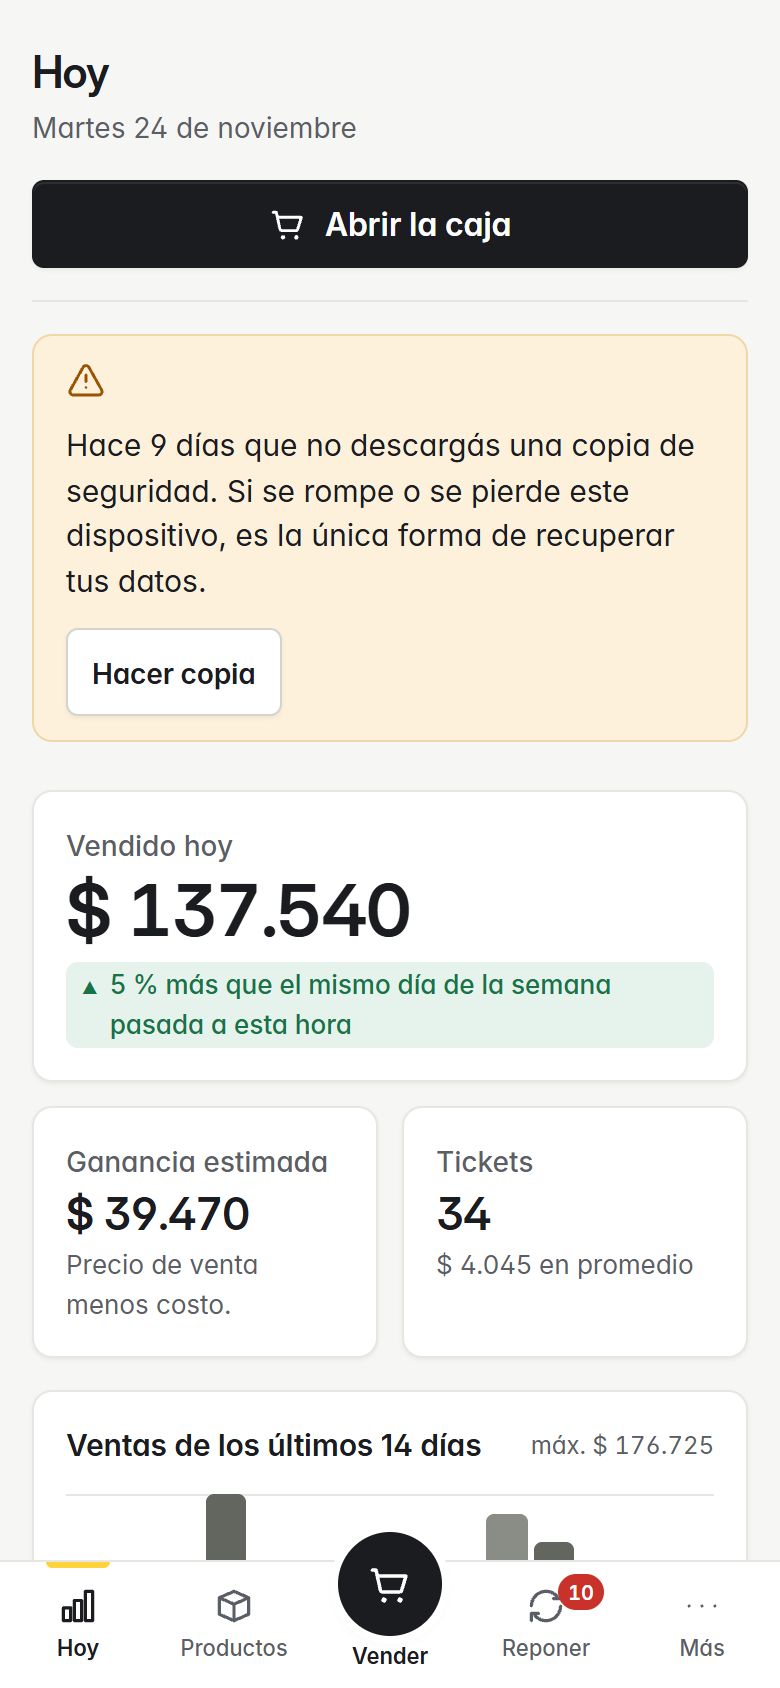 Hoy
Martes 24 de noviembre
Abrir la caja
Hace 9 días que no descargás una copia de
seguridad. Si se rompe o se pierde este
dispositivo, es la única forma de recuperar
tus datos.
Hacer copia
Vendido hoy
$ 137.540
▲ 5 % más que el mismo día de la semana
pasada a esta hora
Ganancia estimada
$ 39.470
Precio de venta
menos costo.
Tickets
34
$ 4.045 en promedio
Ventas de los últimos 14 días
máx. $ 176.725
Hoy
Productos
Vender
10
Reponer
Más